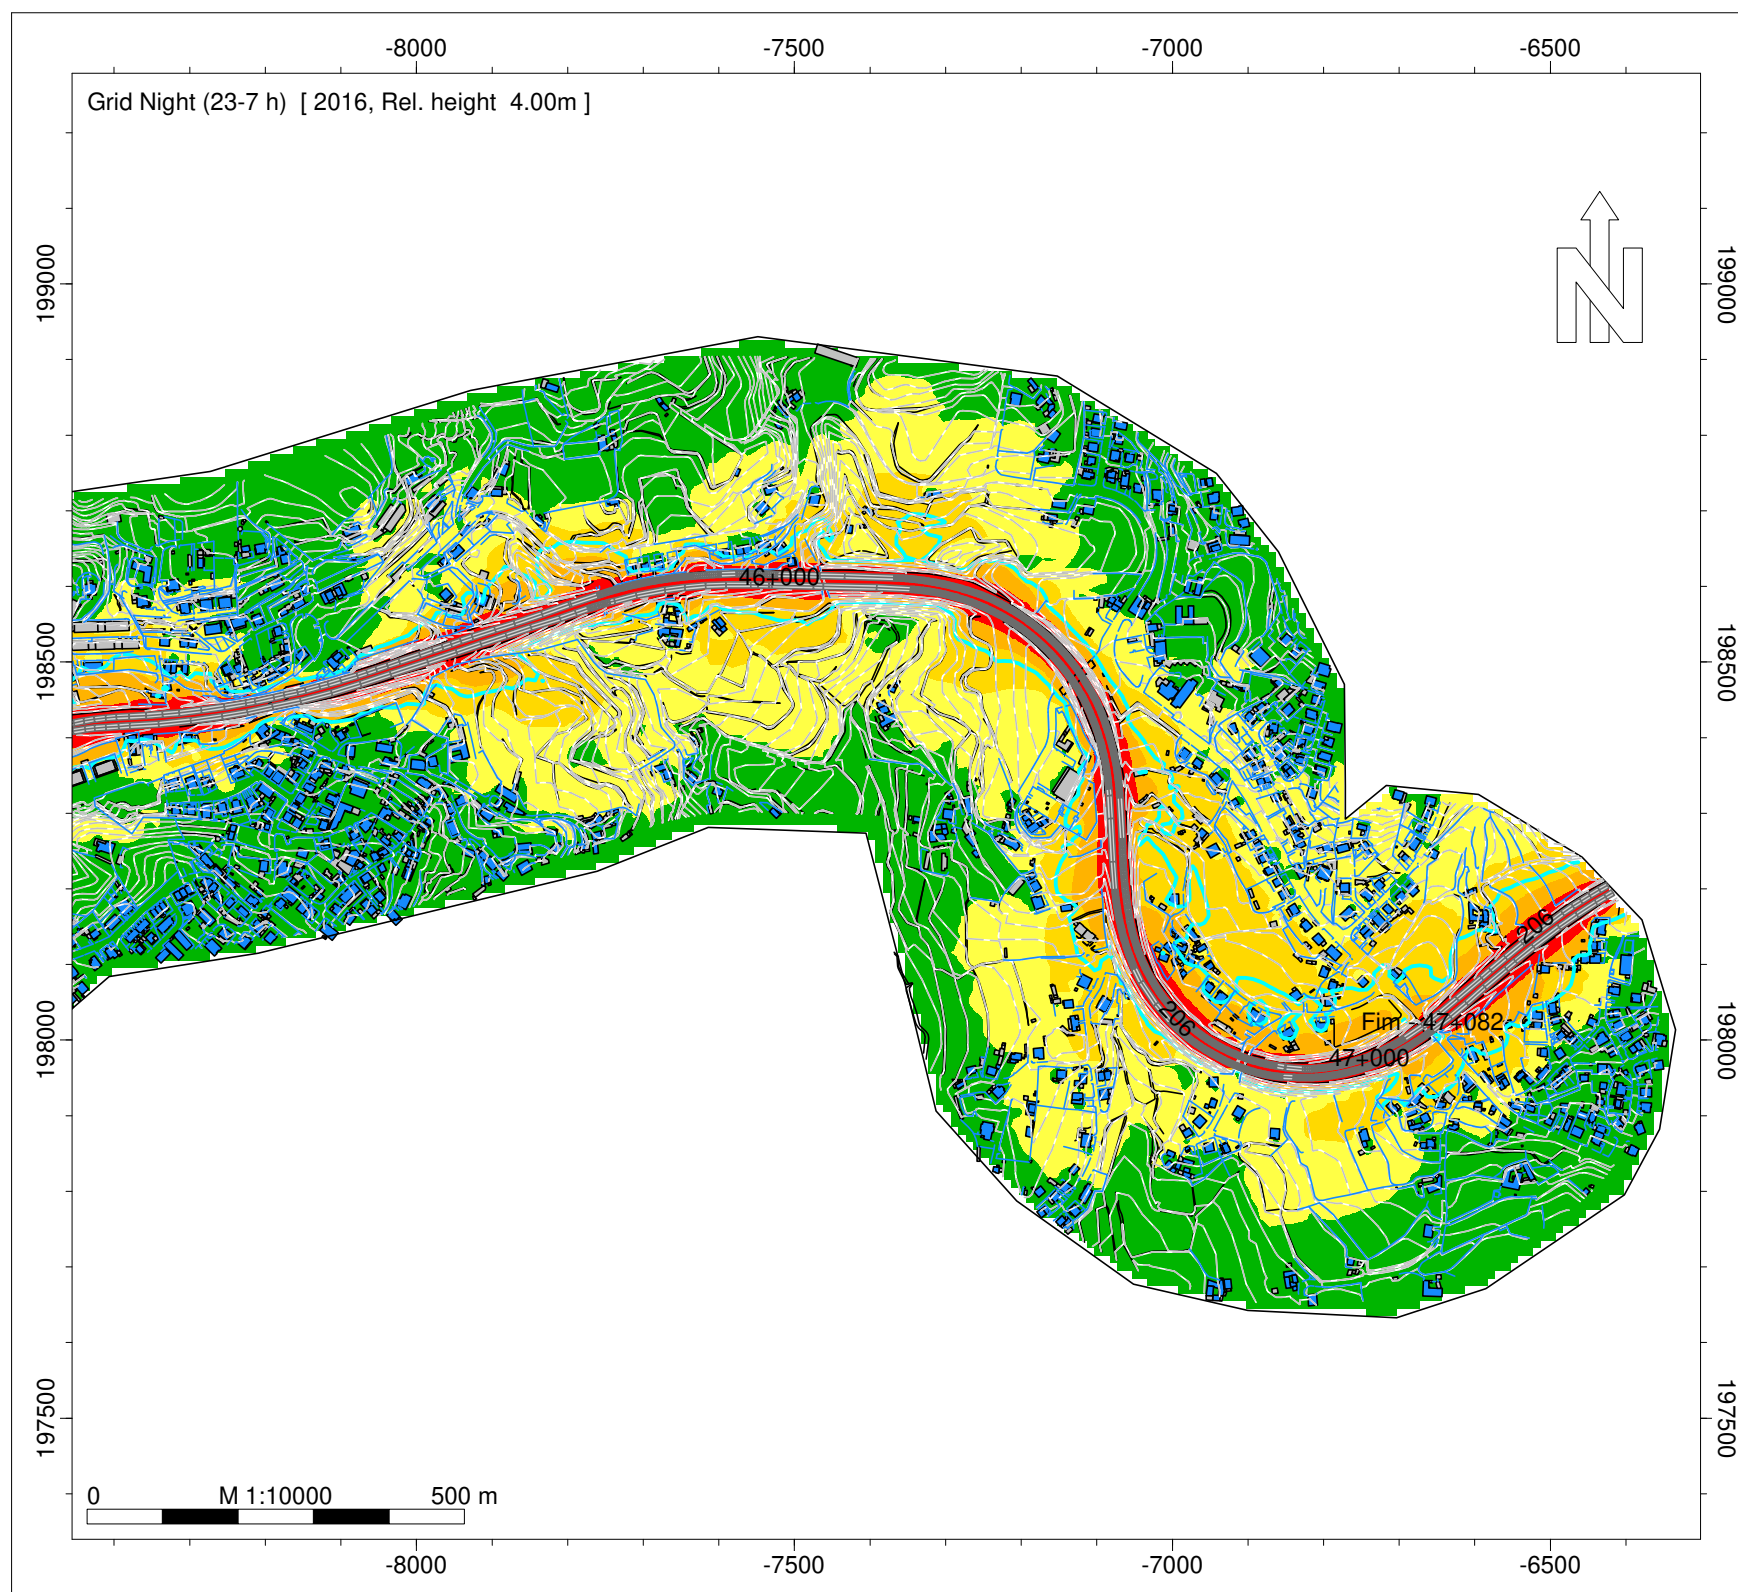 -8000 -7500 -7000 -6500
Grid Night (23-7 h) [ 2016, Rel. height 4.00m ]
N
199000 199000
46+000
198500 198500
206
206
Fim - 47+082
47+000
198000 198000
197500 197500
0 M 1:10000 500 m
-8000 -7500 -7000 -6500